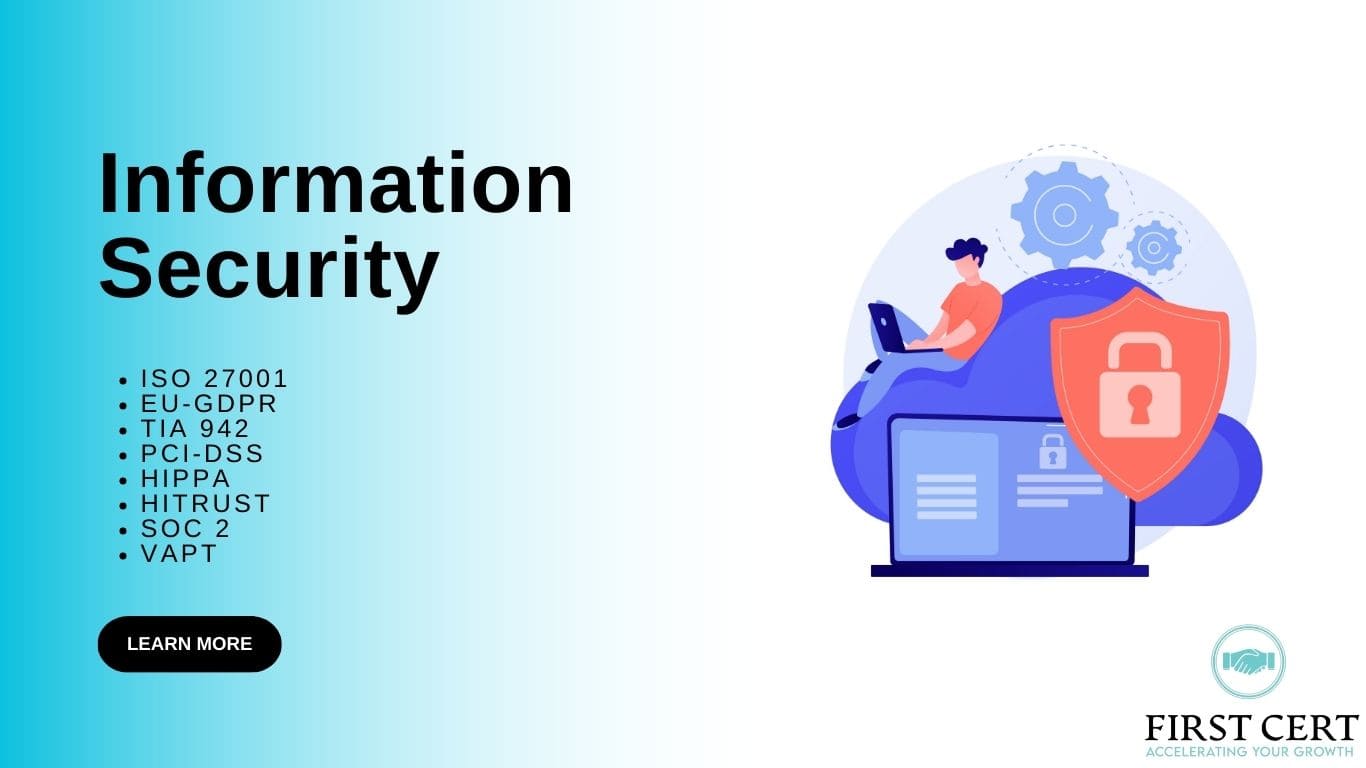 Information
Security
• ISO 27001
• EU-GDPR
• TIA 942
• PCI-DSS
• HIPPA
• HITRUST
• SOC 2
• VAPT
LEARN MORE
FIRST CERT
ACCELERATING YOUR GROWTH